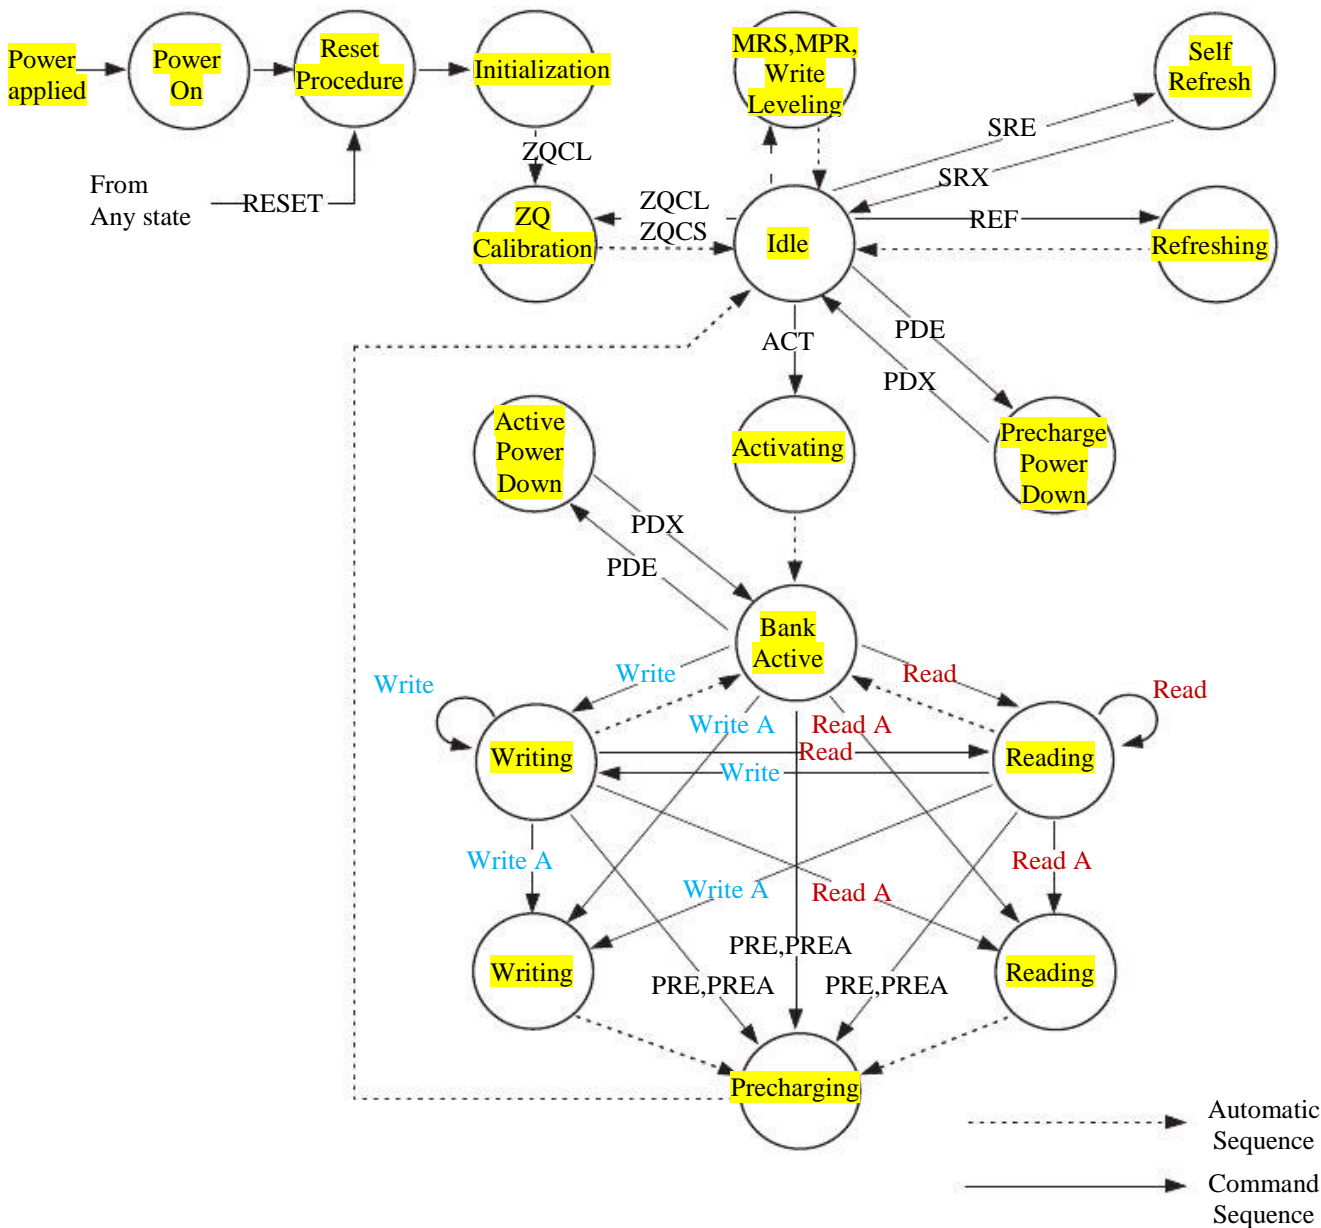 Power
applied
Power
On
Reset
Procedure
Initialization
MRS,MPR,
Write
Leveling
Self
Refresh
SRE
SRX
ZQCL
From
Any state
RESET
ZQ
Calibration
ZQCL
ZQCS
Idle
REF
Refreshing
ACT
PDE
PDX
Active
Power
Down
Activating
Precharge
Power
Down
PDX
PDE
Bank
Active
Write
Write
Read
Read
Write A
Read A
Writing
Read
Write
Reading
Write A
Read A
Write A
Read A
PRE,PREA
Writing
PRE,PREA
PRE,PREA
Reading
Precharging
Automatic
Sequence
Command
Sequence